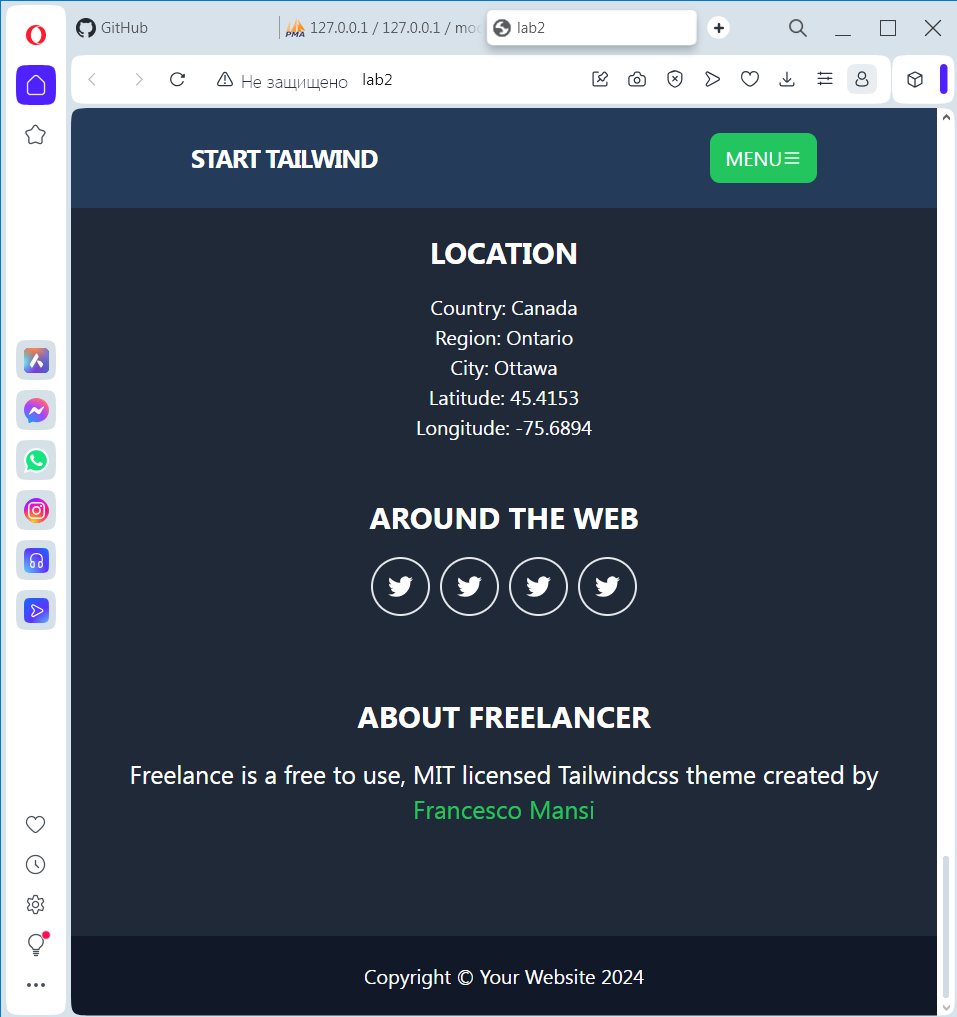 GitHub
PMA 127.0.0.1 / 127.0.0.1 / mod
lab2
Не защищено lab2
START TAILWIND
MENU
LOCATION
Country: Canada
Region: Ontario
City: Ottawa
Latitude: 45.4153
Longitude: -75.6894
AROUND THE WEB
ABOUT FREELANCER
Freelance is a free to use, MIT licensed Tailwindcss theme created by
Francesco Mansi
Copyright © Your Website 2024